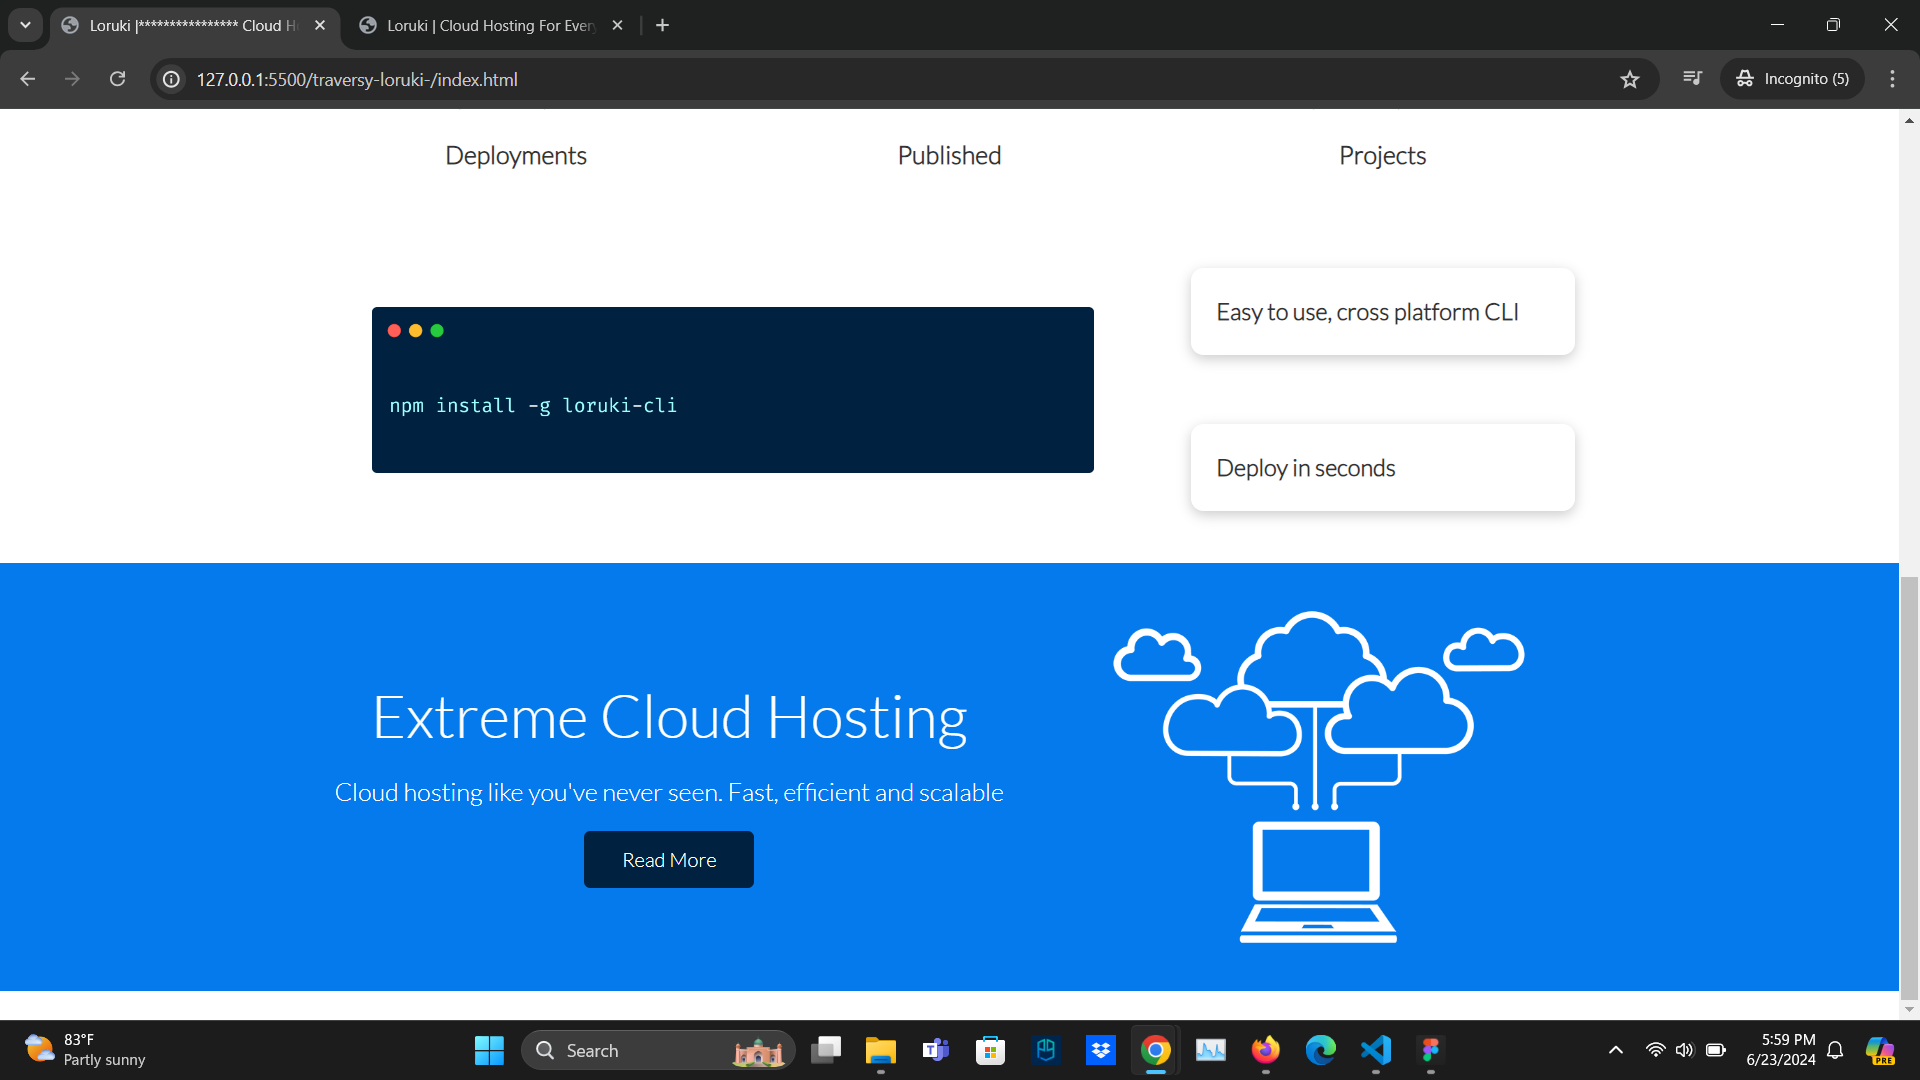 Loruki |**************** Cloud H
Loruki | Cloud Hosting For Ever
127.0.0.1:5500/traversy-loruki-/index.html
Incognito (5)
Deployments
Published
Projects
Easy to use, cross platform CLI
npm install -g loruki-cli
Deploy in seconds
Extreme Cloud Hosting
Cloud hosting like you've never seen. Fast, efficient and scalable
Read More
83°F
Partly sunny
Search
5:59 PM
6/23/2024
PRE